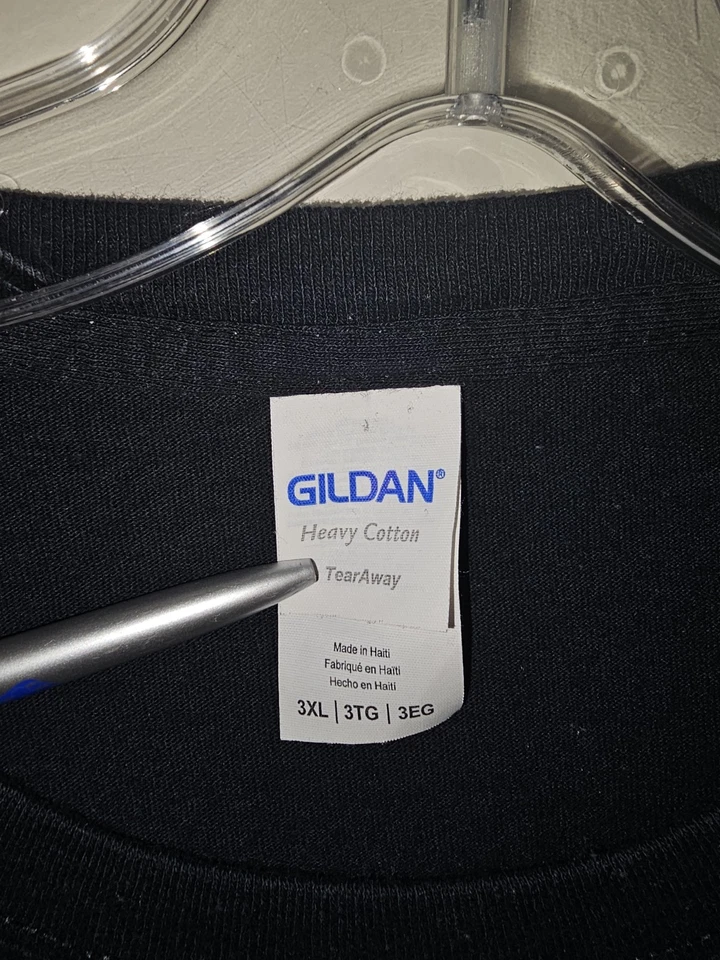 GILDAN®
Heavy Cotton
TearAway
Made in Haiti
Fabriqué en Haïti
Hecho en Haití
3XL | 3TG | 3EG